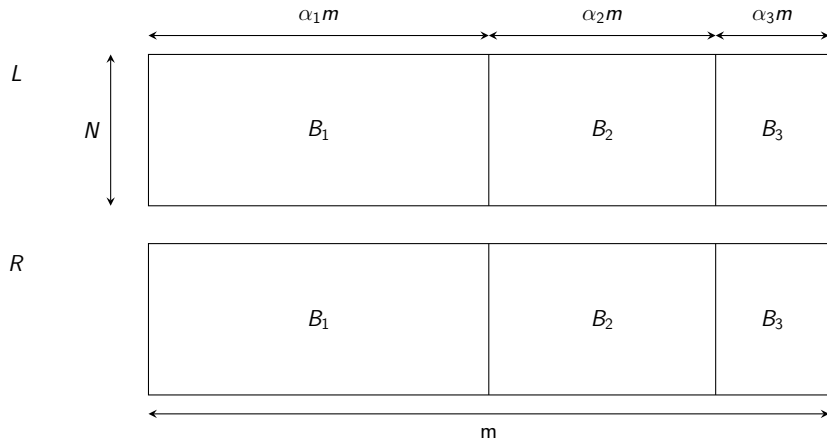 α₁m α₂m α₃m
L
N B₁ B₂ B₃
R
B₁ B₂ B₃
m